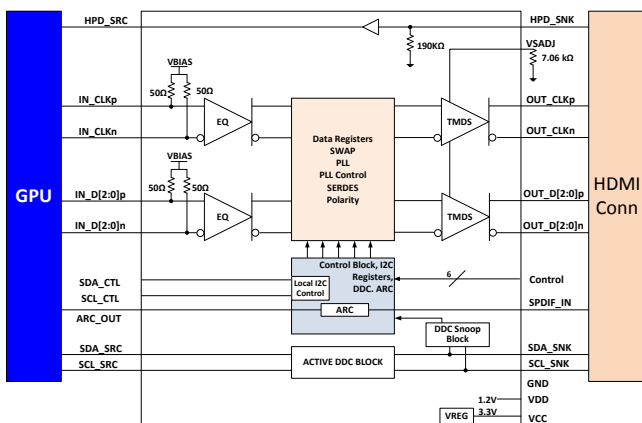 HPD_SRC
HPD_SNK
190KΩ
VSADJ
7.06 kΩ
VBIAS
50Ω
50Ω
IN_CLKp
IN_CLKn
EQ
TMDS
OUT_CLKp
OUT_CLKn
Data Registers
SWAP
PLL
PLL Control
SERDES
Polarity
GPU
HDMI
Conn
VBIAS
50Ω
50Ω
IN_D[2:0]p
IN_D[2:0]n
EQ
TMDS
OUT_D[2:0]p
OUT_D[2:0]n
Control Block, I2C
Registers,
DDC. ARC
SDA_CTL
SCL_CTL
Local I2C
Control
6
Control
ARC_OUT
ARC
SPDIF_IN
DDC Snoop
Block
SDA_SRC
SCL_SRC
ACTIVE DDC BLOCK
SDA_SNK
SCL_SNK
GND
1.2V
VDD
VREG
3.3V
VCC